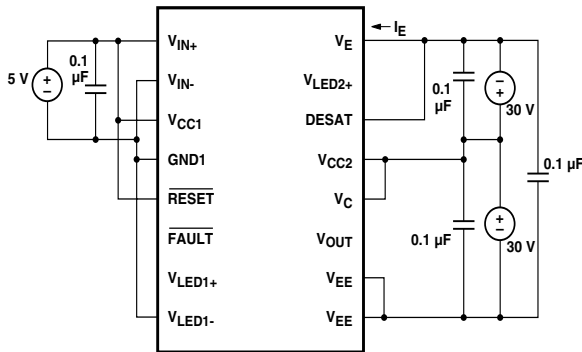 V_IN+
V_IN-
V_CC1
GND1
RESET
FAULT
V_LED1+
V_LED1-
V_E
V_LED2+
DESAT
V_CC2
V_C
V_OUT
V_EE
V_EE
I_E
5 V
+
−
0.1
µF
0.1
µF
−
+
30 V
0.1 µF
0.1 µF
+
−
30 V